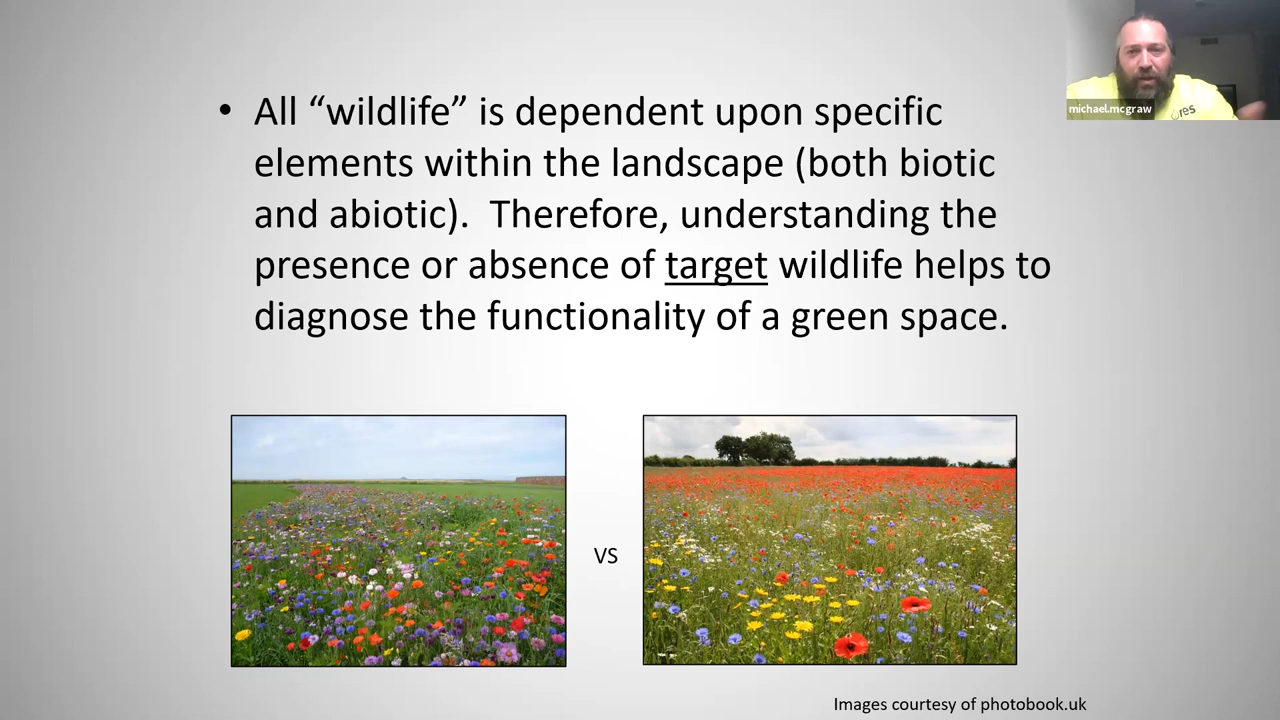 michael.mcgraw
• All “wildlife” is dependent upon specific
elements within the landscape (both biotic
and abiotic).  Therefore, understanding the
presence or absence of target wildlife helps to
diagnose the functionality of a green space.
VS
Images courtesy of photobook.uk